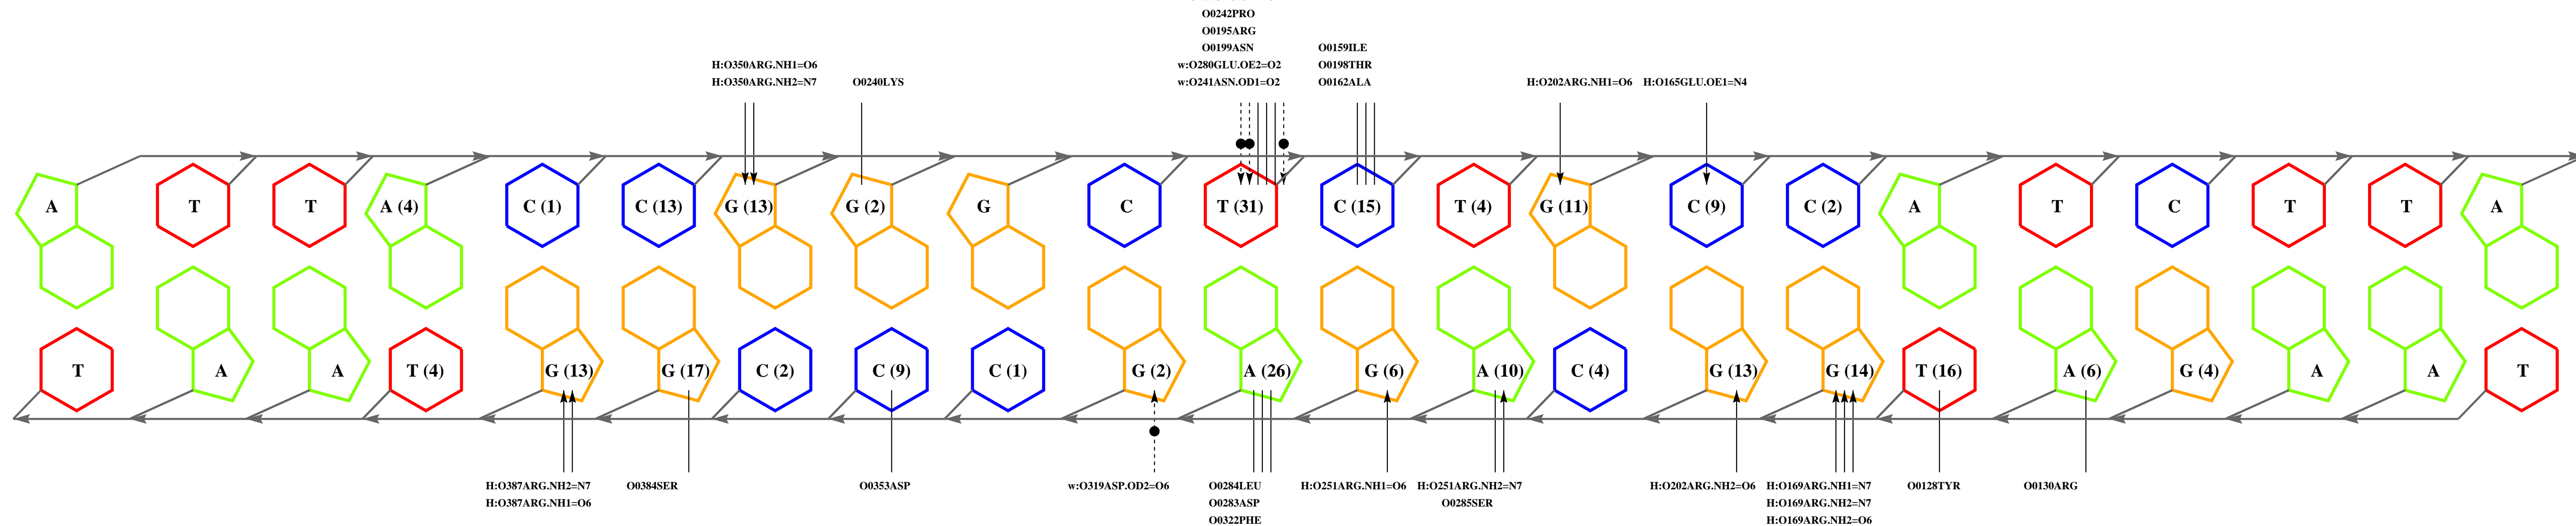 O0242PRO
O0195ARG
O0199ASN
O0159ILE
H:O350ARG.NH1=O6
w:O280GLU.OE2=O2
O0198THR
H:O350ARG.NH2=N7
O0240LYS
w:O241ASN.OD1=O2
O0162ALA
H:O202ARG.NH1=O6
H:O165GLU.OE1=N4
A T T A (4) C (1) C (13) G (13) G (2) G C T (31) C (15) T (4) G (11) C (9) C (2) A T C T T A
T A A T (4) G (13) G (17) C (2) C (9) C (1) G (2) A (26) G (6) A (10) C (4) G (13) G (14) T (16) A (6) G (4) A A T
H:O387ARG.NH2=N7
H:O387ARG.NH1=O6
O0384SER
O0353ASP
w:O319ASP.OD2=O6
O0284LEU
O0283ASP
O0322PHE
H:O251ARG.NH1=O6
H:O251ARG.NH2=N7
O0285SER
H:O202ARG.NH2=O6
H:O169ARG.NH1=N7
H:O169ARG.NH2=N7
H:O169ARG.NH2=O6
O0128TYR
O0130ARG